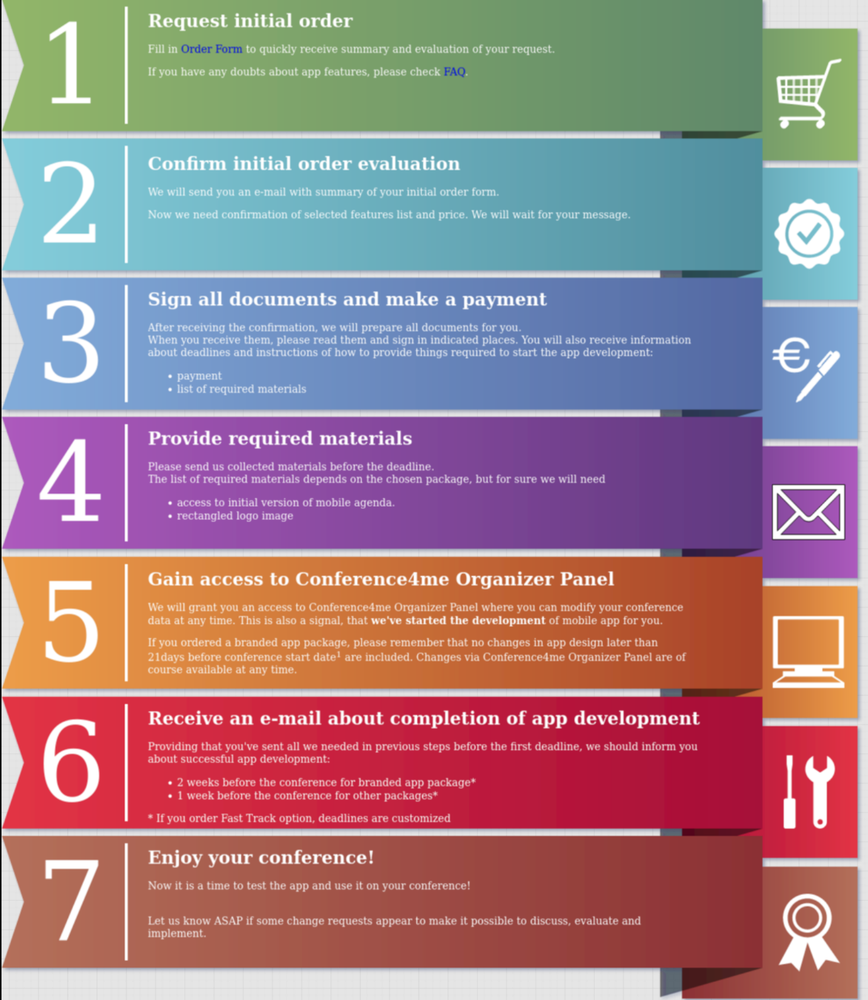 1
Request initial order
Fill in Order Form to quickly receive summary and evaluation of your request.
If you have any doubts about app features, please check FAQ.
2
Confirm initial order evaluation
We will send you an e-mail with summary of your initial order form.
Now we need confirmation of selected features list and price. We will wait for your message.
3
Sign all documents and make a payment
After receiving the confirmation, we will prepare all documents for you.
When you receive them, please read them and sign in indicated places. You will also receive information
about deadlines and instructions of how to provide things required to start the app development:
• payment
• list of required materials
€
4
Provide required materials
Please send us collected materials before the deadline.
The list of required materials depends on the chosen package, but for sure we will need
• access to initial version of mobile agenda.
• rectangled logo image
5
Gain access to Conference4me Organizer Panel
We will grant you an access to Conference4me Organizer Panel where you can modify your conference
data at any time. This is also a signal, that we've started the development of mobile app for you.
If you ordered a branded app package, please remember that no changes in app design later than
21days before conference start date¹ are included. Changes via Conference4me Organizer Panel are of
course available at any time.
6
Receive an e-mail about completion of app development
Providing that you've sent all we needed in previous steps before the first deadline, we should inform you
about successful app development:
• 2 weeks before the conference for branded app package*
• 1 week before the conference for other packages*
* If you order Fast Track option, deadlines are customized
7
Enjoy your conference!
Now it is a time to test the app and use it on your conference!
Let us know ASAP if some change requests appear to make it possible to discuss, evaluate and
implement.